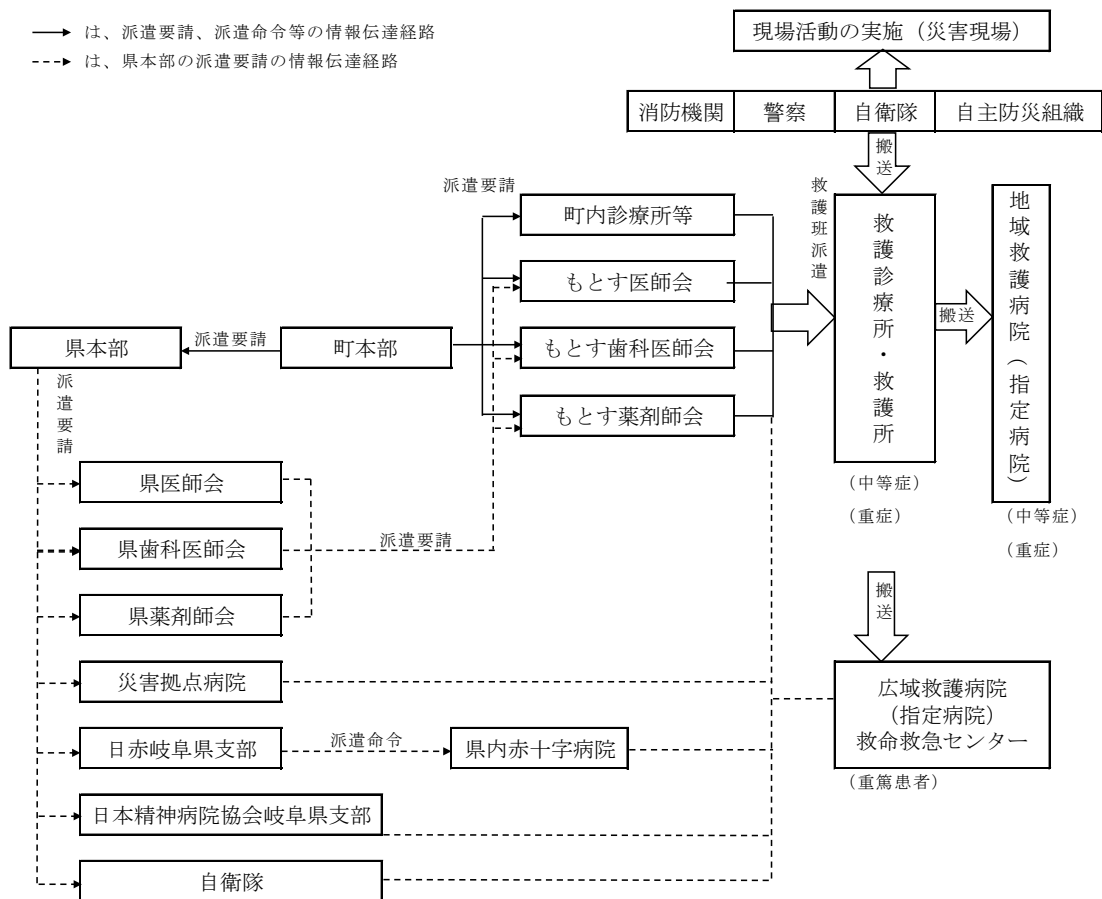 は、派遣要請、派遣命令等の情報伝達経路
は、県本部の派遣要請の情報伝達経路
現場活動の実施（災害現場）
消防機関
警察
自衛隊
自主防災組織
搬送
派遣要請
町内診療所等
もとす医師会
もとす歯科医師会
もとす薬剤師会
救護班派遣
救護診療所・救護所
（中等症）
（重症）
搬送
地域救護病院（指定病院）
（中等症）
（重症）
県本部
派遣要請
町本部
派遣要請
県医師会
県歯科医師会
県薬剤師会
派遣要請
災害拠点病院
日赤岐阜県支部
派遣命令
県内赤十字病院
日本精神病院協会岐阜県支部
自衛隊
搬送
広域救護病院
（指定病院）
救命救急センター
（重篤患者）